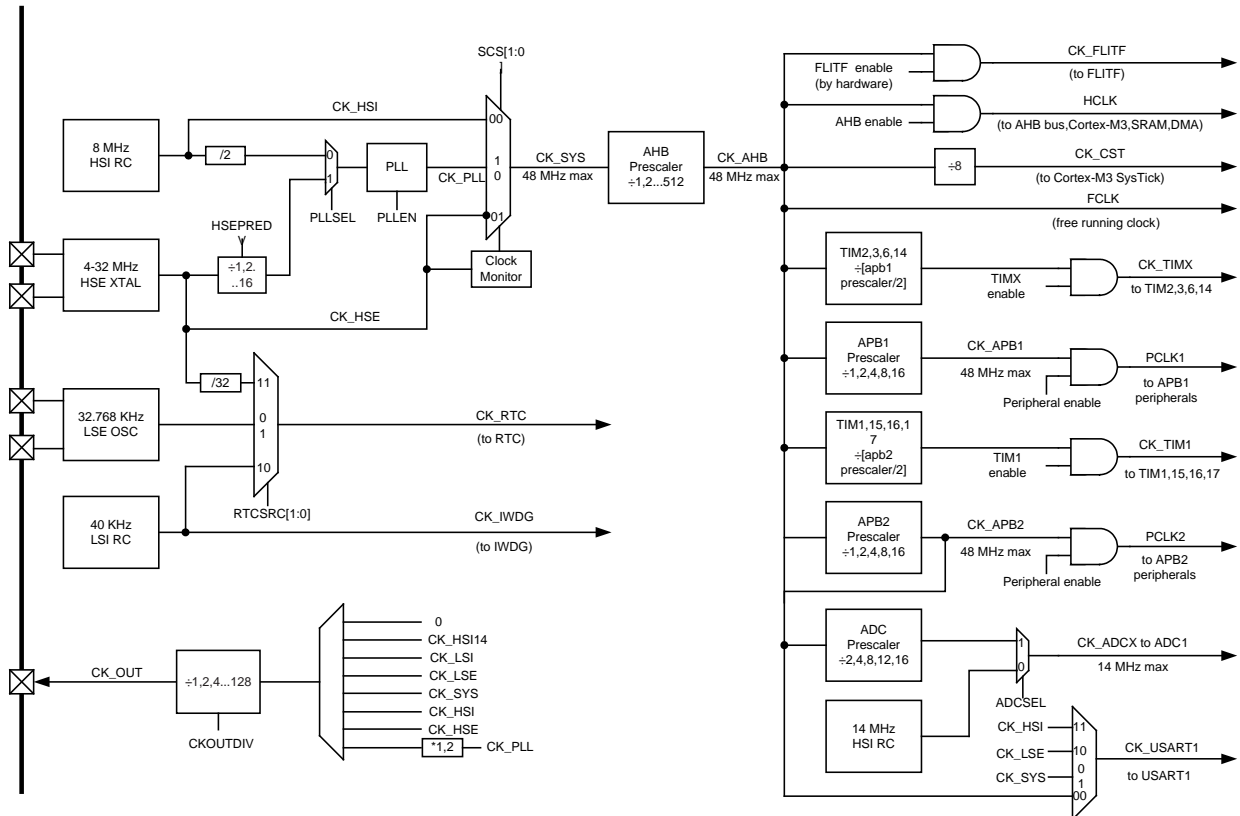 SCS[1:0
]
CK_HSI
8 MHz
HSI RC
/2
0
1
PLLSEL
PLL
PLLEN
CK_PLL
00
1
0
01
CK_SYS
48 MHz max
AHB
Prescaler
÷1,2...512
CK_AHB
48 MHz max
HSEPRED
4-32 MHz
HSE XTAL
÷1,2.
..16
Clock
Monitor
CK_HSE
/32
11
0
1
10
RTCSRC[1:0]
32.768 KHz
LSE OSC
CK_RTC
(to RTC)
40 KHz
LSI RC
CK_IWDG
(to IWDG)
CK_OUT
÷1,2,4...128
CKOUTDIV
0
CK_HSI14
CK_LSI
CK_LSE
CK_SYS
CK_HSI
CK_HSE
*1,2
CK_PLL
FLITF enable
(by hardware)
CK_FLITF
(to FLITF)
AHB enable
HCLK
(to AHB bus,Cortex-M3,SRAM,DMA)
÷8
CK_CST
(to Cortex-M3 SysTick)
FCLK
(free running clock)
TIM2,3,6,14
÷[apb1
prescaler/2]
TIMX
enable
CK_TIMX
to TIM2,3,6,14
APB1
Prescaler
÷1,2,4,8,16
CK_APB1
48 MHz max
Peripheral enable
PCLK1
to APB1
peripherals
TIM1,15,16,1
7
÷[apb2
prescaler/2]
TIM1
enable
CK_TIM1
to TIM1,15,16,17
APB2
Prescaler
÷1,2,4,8,16
CK_APB2
48 MHz max
Peripheral enable
PCLK2
to APB2
peripherals
ADC
Prescaler
÷2,4,8,12,16
1
0
ADCSEL
CK_ADCX to ADC1
14 MHz max
14 MHz
HSI RC
CK_HSI
CK_LSE
CK_SYS
11
10
0
1
00
CK_USART1
to USART1